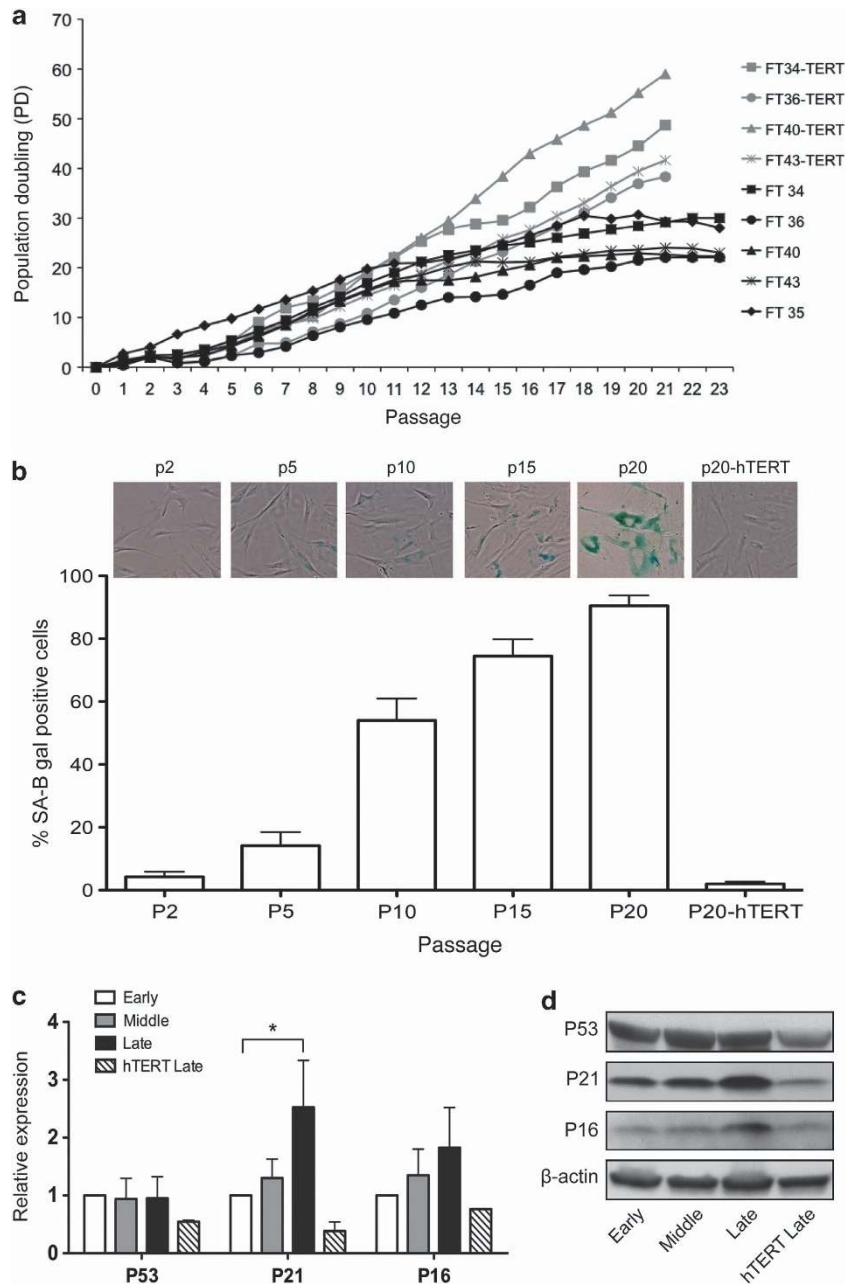 a
70
60
50
40
30
20
10
0
Population doubling (PD)
0 1 2 3 4 5 6 7 8 9 10 11 12 13 14 15 16 17 18 19 20 21 22 23
Passage
FT34-TERT
FT36-TERT
FT40-TERT
FT43-TERT
FT 34
FT 36
FT40
FT43
FT 35
b
p2 p5 p10 p15 p20 p20-hTERT
100
80
60
40
20
0
% SA-B gal positive cells
P2 P5 P10 P15 P20 P20-hTERT
Passage
c
Early
Middle
Late
hTERT Late
*
4
3
2
1
0
Relative expression
P53 P21 P16
d
P53
P21
P16
β-actin
Early Middle Late hTERT Late